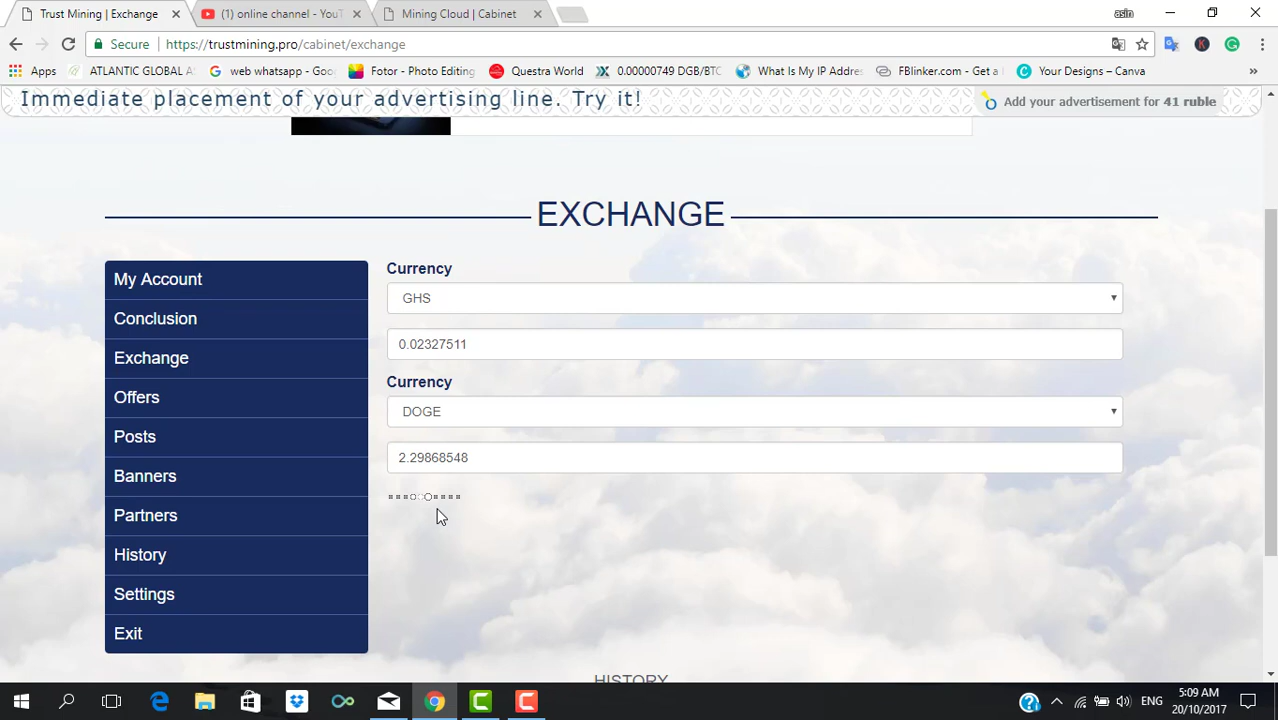 Trust Mining | Exchange
(1) online channel - YouT
Mining Cloud | Cabinet
asin
Secure
https://trustmining.pro/cabinet/exchange
Apps
ATLANTIC GLOBAL A
web whatsapp - Goo
Fotor - Photo Editing
Questra World
0.00000749 DGB/BTC
What Is My IP Addre
FBlinker.com - Get a
Your Designs – Canva
Immediate placement of your advertising line. Try it!
Add your advertisement for 41 ruble
EXCHANGE
My Account
Conclusion
Exchange
Offers
Posts
Banners
Partners
History
Settings
Exit
Currency
GHS
0.02327511
Currency
DOGE
2.29868548
HISTORY
ENG
5:09 AM
20/10/2017